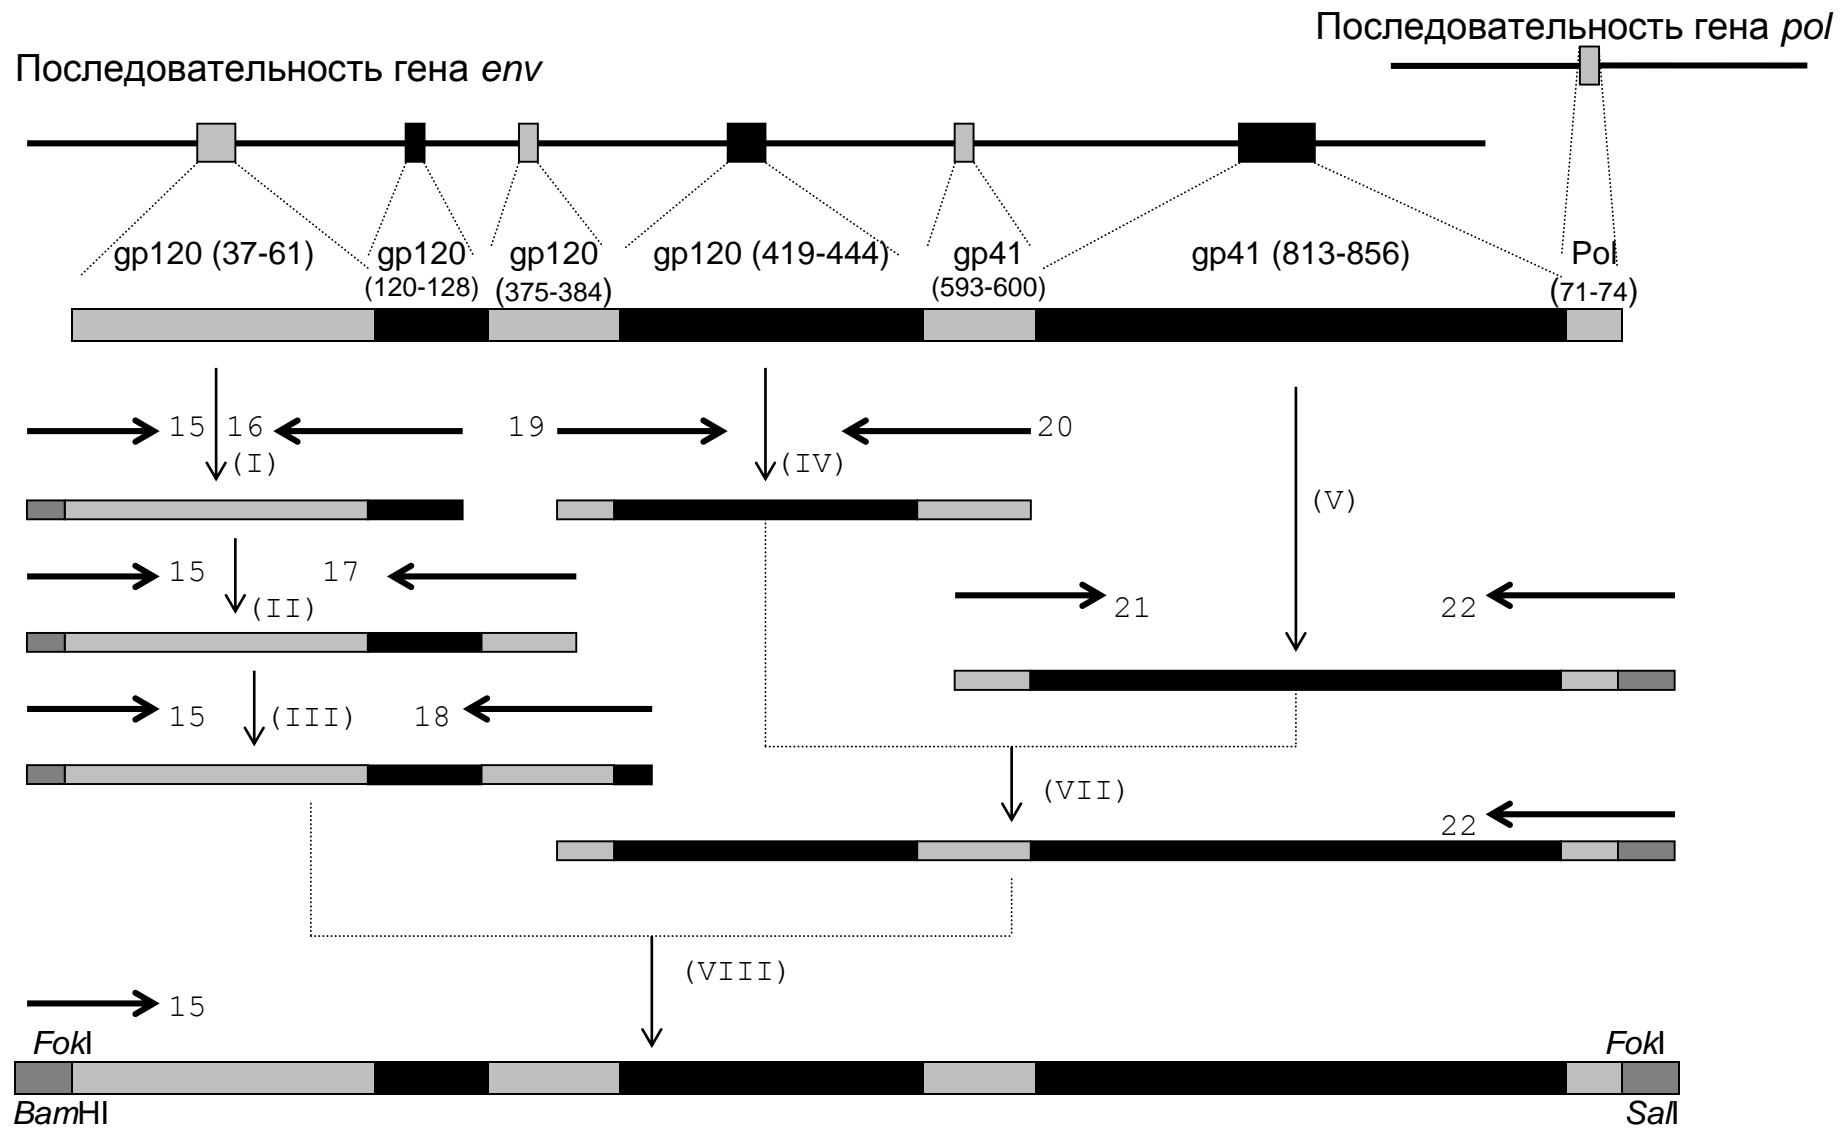 Последовательность гена pol
Последовательность гена env
gp120 (37-61)
gp120
(120-128)
gp120
(375-384)
gp120 (419-444)
gp41
(593-600)
gp41 (813-856)
Pol
(71-74)
15
16
(I)
19
20
(IV)
(V)
15
17
(II)
21
22
15
(III)
18
(VII)
22
(VIII)
15
FokI
FokI
BamHI
SalI